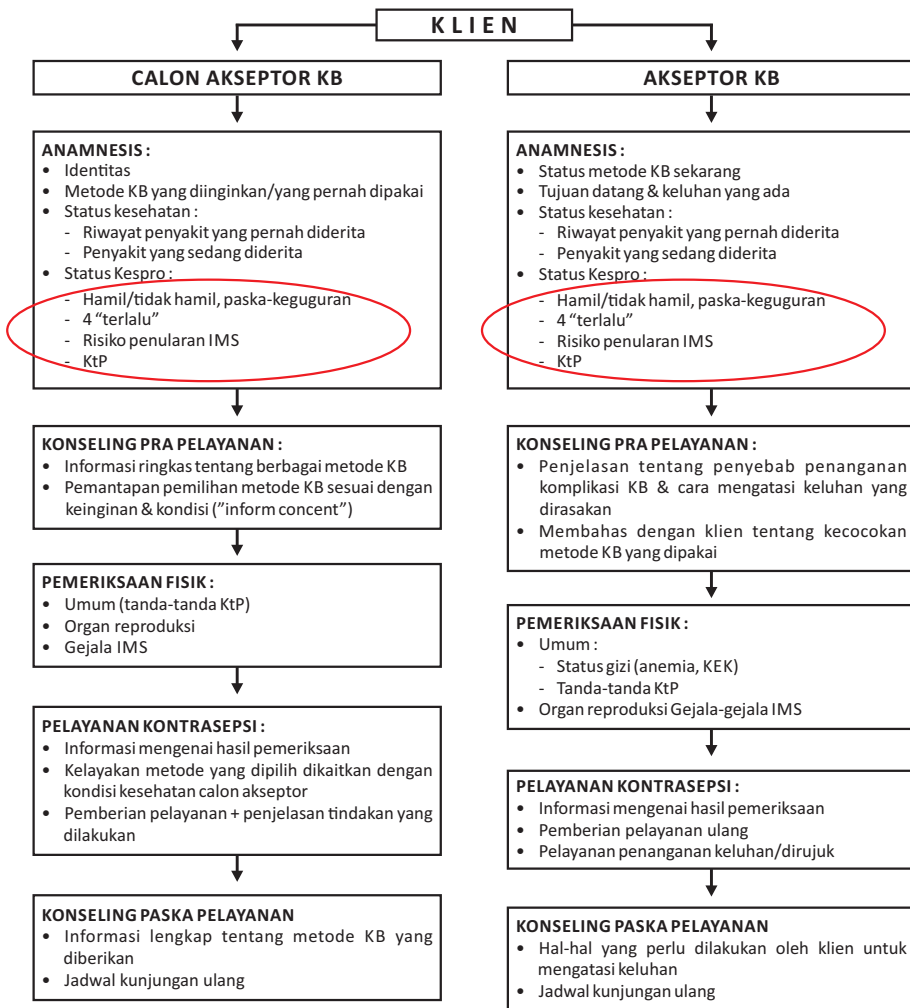 KLIEN
CALON AKSEPTOR KB
ANAMNESIS :
• Identitas
• Metode KB yang diinginkan/yang pernah dipakai
• Status kesehatan :
- Riwayat penyakit yang pernah diderita
- Penyakit yang sedang diderita
• Status Kespro :
- Hamil/tidak hamil, paska-keguguran
- 4 “terlalu”
- Risiko penularan IMS
- KtP
KONSELING PRA PELAYANAN :
• Informasi ringkas tentang berbagai metode KB
• Pemantapan pemilihan metode KB sesuai dengan
keinginan & kondisi (”inform concent”)
PEMERIKSAAN FISIK :
• Umum (tanda-tanda KtP)
• Organ reproduksi
• Gejala IMS
PELAYANAN KONTRASEPSI :
• Informasi mengenai hasil pemeriksaan
• Kelayakan metode yang dipilih dikaitkan dengan
kondisi kesehatan calon akseptor
• Pemberian pelayanan + penjelasan tindakan yang
dilakukan
KONSELING PASKA PELAYANAN
• Informasi lengkap tentang metode KB yang
diberikan
• Jadwal kunjungan ulang
AKSEPTOR KB
ANAMNESIS :
• Status metode KB sekarang
• Tujuan datang & keluhan yang ada
• Status kesehatan :
- Riwayat penyakit yang pernah diderita
- Penyakit yang sedang diderita
• Status Kespro :
- Hamil/tidak hamil, paska-keguguran
- 4 “terlalu”
- Risiko penularan IMS
- KtP
KONSELING PRA PELAYANAN :
• Penjelasan tentang penyebab penanganan
komplikasi KB & cara mengatasi keluhan yang
dirasakan
• Membahas dengan klien tentang kecocokan
metode KB yang dipakai
PEMERIKSAAN FISIK :
• Umum :
- Status gizi (anemia, KEK)
- Tanda-tanda KtP
• Organ reproduksi Gejala-gejala IMS
PELAYANAN KONTRASEPSI :
• Informasi mengenai hasil pemeriksaan
• Pemberian pelayanan ulang
• Pelayanan penanganan keluhan/dirujuk
KONSELING PASKA PELAYANAN
• Hal-hal yang perlu dilakukan oleh klien untuk
mengatasi keluhan
• Jadwal kunjungan ulang